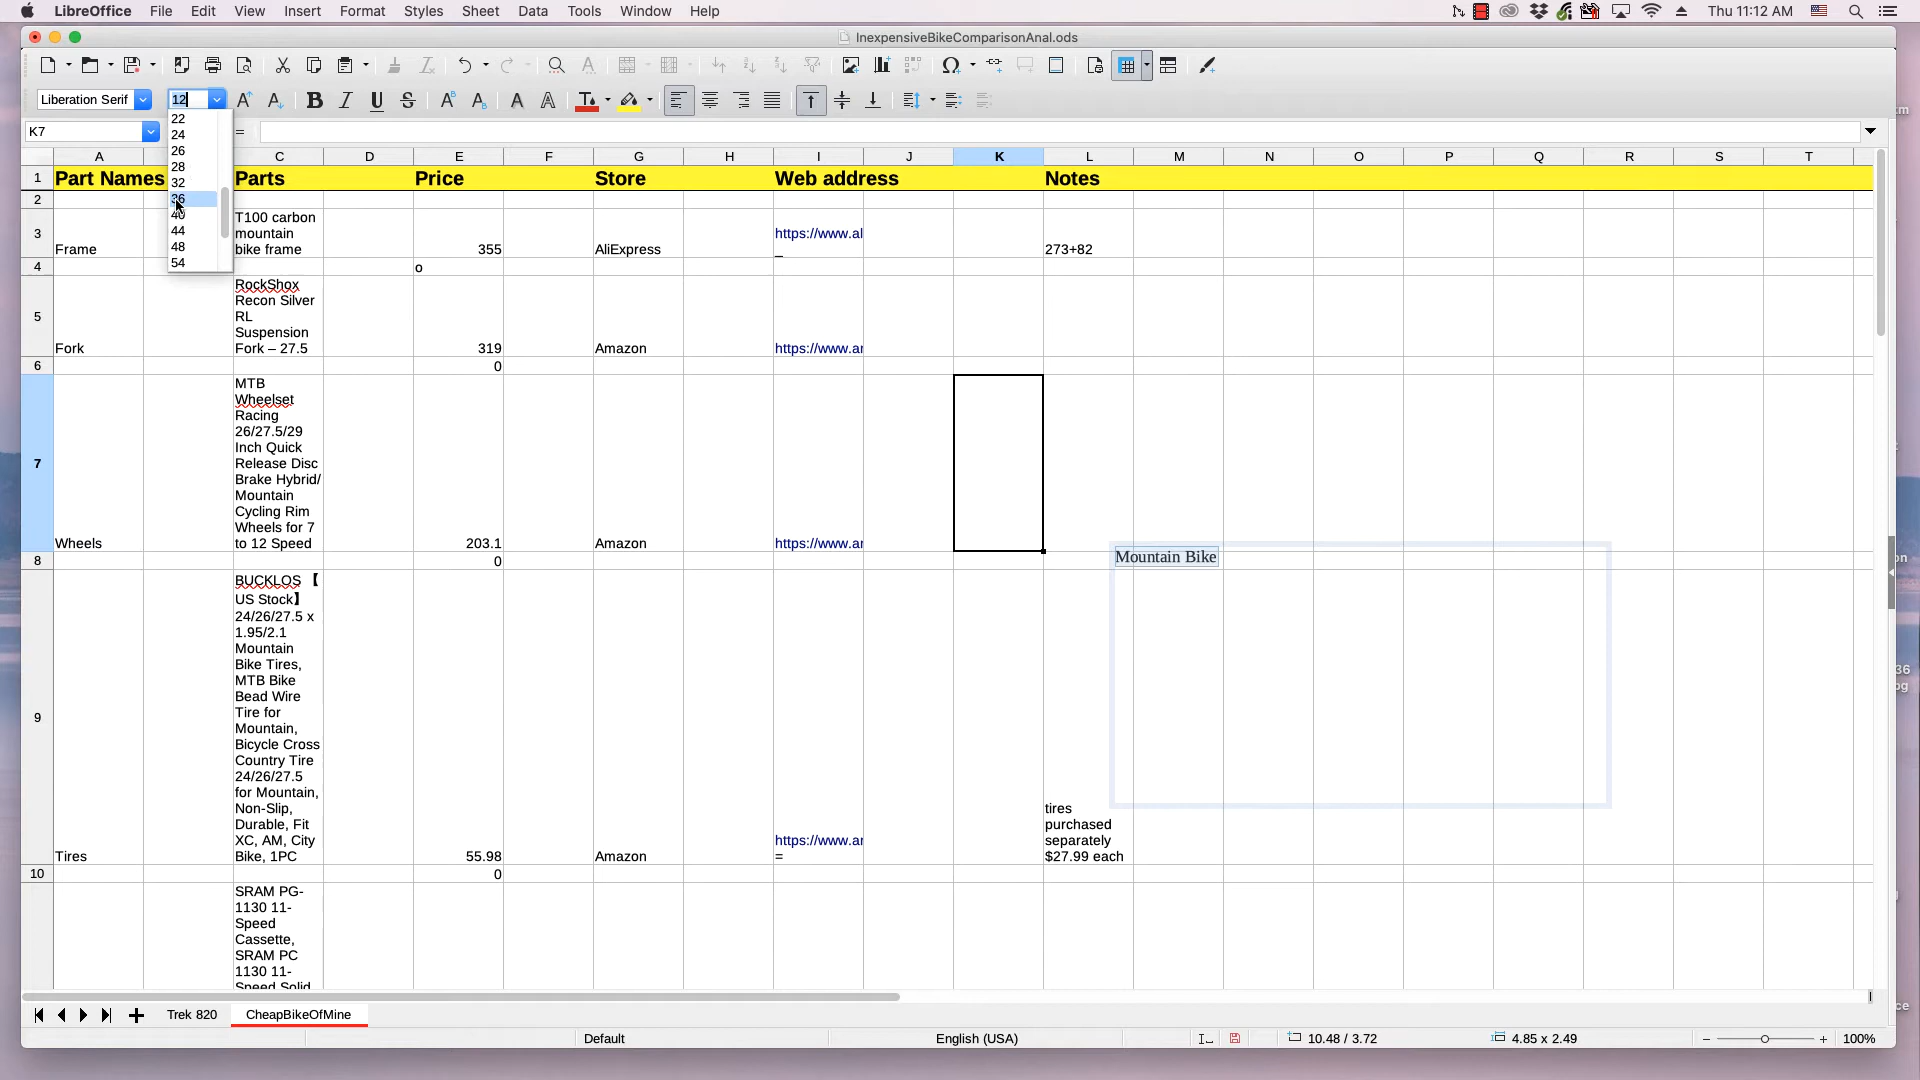 LibreOffice File Edit View Insert Format Styles Sheet Data Tools Window Help Thu 11:12 AM
InexpensiveBikeComparisonAnal.ods
Liberation Serif 12
K7 =
22
24
26
28
32
36
40
44
48
54
A C D E F G H I J K L M N O P Q R S T
1 Part Names Parts Price Store Web address Notes
2
3 Frame
T100 carbon
mountain
bike frame
355 AliExpress
https://www.al
_
273+82
4 o
5 Fork
RockShox
Recon Silver
RL
Suspension
Fork – 27.5
319 Amazon https://www.ar
6 0
7 Wheels
MTB
Wheelset
Racing
26/27.5/29
Inch Quick
Release Disc
Brake Hybrid/
Mountain
Cycling Rim
Wheels for 7
to 12 Speed
203.1 Amazon https://www.ar
Mountain Bike
8 0
9 Tires
BUCKLOS 【
US Stock】
24/26/27.5 x
1.95/2.1
Mountain
Bike Tires,
MTB Bike
Bead Wire
Tire for
Mountain,
Bicycle Cross
Country Tire
24/26/27.5
for Mountain,
Non-Slip,
Durable, Fit
XC, AM, City
Bike, 1PC
55.98 Amazon
https://www.ar
=
tires
purchased
separately
$27.99 each
10 0
SRAM PG-
1130 11-
Speed
Cassette,
SRAM PC
1130 11-
Speed Solid
Trek 820 CheapBikeOfMine
Default English (USA) 10.48 / 3.72 4.85 x 2.49 100%